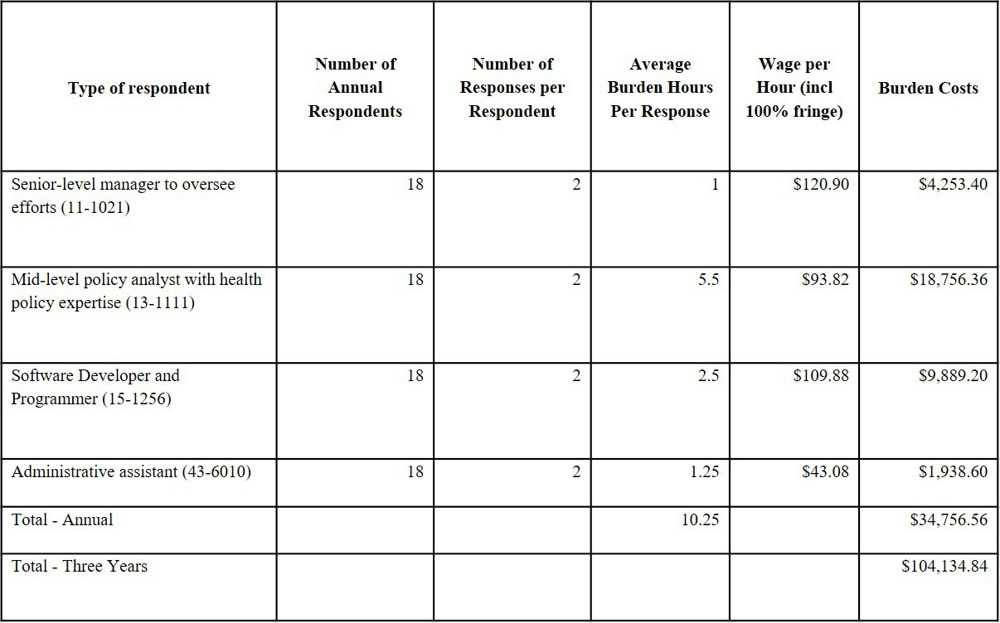 Type of respondent
Number of
Annual
Respondents
Number of
Responses per
Respondent
Average
Burden Hours
Per Response
Wage per
Hour (incl
100% fringe)
Burden Costs
Senior-level manager to oversee
efforts (11-1021)
18
2
1
$120.90
$4,253.40
Mid-level policy analyst with health
policy expertise (13-1111)
18
2
5.5
$93.82
$18,756.36
Software Developer and
Programmer (15-1256)
18
2
2.5
$109.88
$9,889.20
Administrative assistant (43-6010)
18
2
1.25
$43.08
$1,938.60
Total - Annual
10.25
$34,756.56
Total - Three Years
$104,134.84